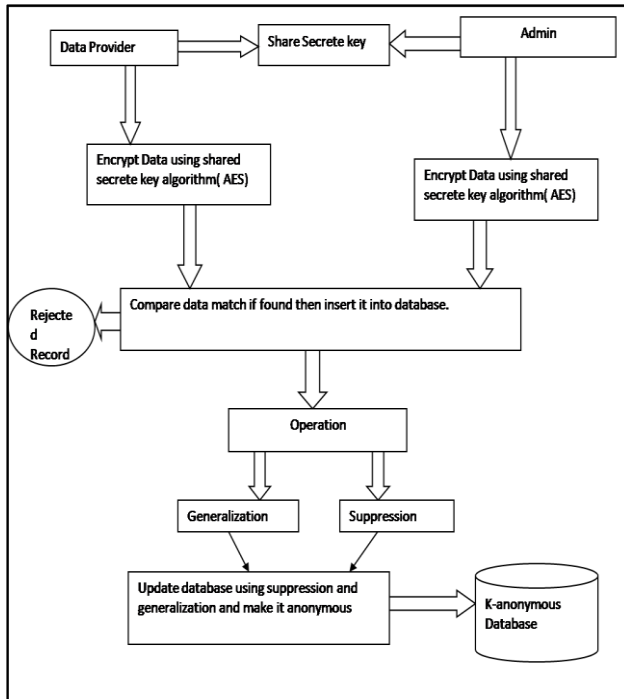 Data Provider
Share Secrete key
Admin
Encrypt Data using shared
secrete key algorithm( AES)
Encrypt Data using shared
secrete key algorithm( AES)
Compare data match if found then insert it into database.
Rejecte
d
Record
Operation
Generalization
Suppression
Update database using suppression and
generalization and make it anonymous
K-anonymous
Database